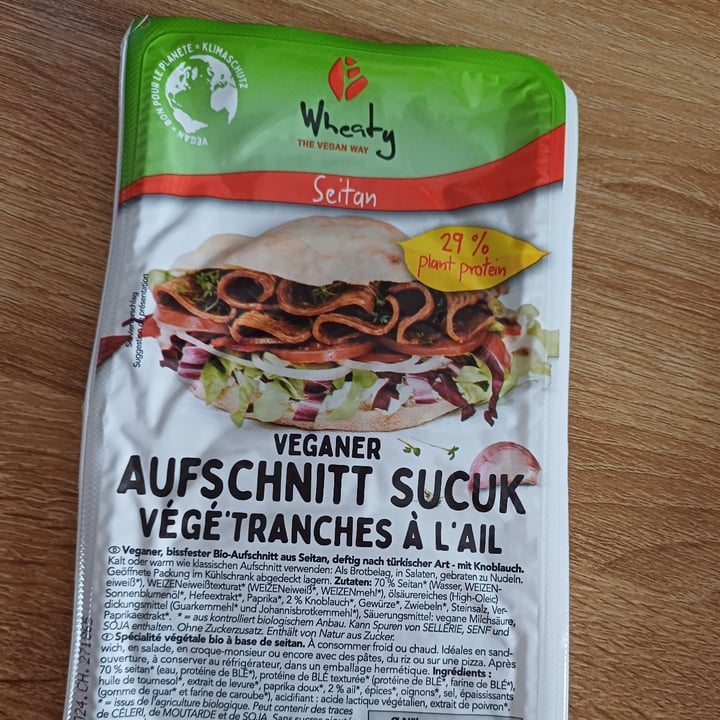 VEGAN • BON POUR LE PLANÈTE = KLIMASCHUTZ
Wheaty
THE VEGAN WAY
Seitan
29 %
plant protein
Suggestion de présentation
VEGANER
AUFSCHNITT SUCUK
VÉGÉ'TRANCHES À L'AIL
Veganer, bissfester Bio-Aufschnitt aus Seitan, deftig nach türkischer Art - mit Knoblauch.
Kalt oder warm wie klassischen Aufschnitt verwenden: Als Brotbelag, in Salaten, gebraten zu Nudeln.
Geöffnete Packung im Kühlschrank abgedeckt lagern. Zutaten: 70 % Seitan* (Wasser, WEIZEN-
eiweiß*), WEIZENeiweißtexturat* (WEIZENeiweiß*, WEIZENmehl*), ölsäurereiches (High-Oleic)
Sonnenblumenöl*, Hefeextrakt*, Paprika*, 2 % Knoblauch*, Gewürze*, Zwiebeln*, Steinsalz, Ver-
dickungsmittel (Guarkernmehl* und Johannisbrotkernmehl*), Säuerungsmittel: vegane Milchsäure,
Paprikaextrakt*. * = aus kontrolliert biologischem Anbau. Kann Spuren von SELLERIE, SENF und
SOJA enthalten. Ohne Zuckerzusatz. Enthält von Natur aus Zucker.
Spécialité végétale bio à base de seitan. À consommer froid ou chaud. Idéales en sand-
wich, en salade, en croque-monsieur ou encore avec des pâtes, du riz ou sur une pizza. Après
ouverture, à conserver au réfrigérateur, dans un emballage hermétique. Ingrédients :
70 % seitan* (eau, protéine de BLÉ*), protéine de BLÉ texturée* (protéine de BLÉ*, farine de BLÉ*),
huile de tournesol*, extrait de levure*, paprika doux*, 2 % ail*, épices*, oignons*, sel, épaississants
(gomme de guar* et farine de caroube*), acidifiant : acide lactique végétalien, extrait de poivron*.
* = issus de l'agriculture biologique. Peut contenir des traces
de CÉLERI, de MOUTARDE et de SOJA. Sans sucres